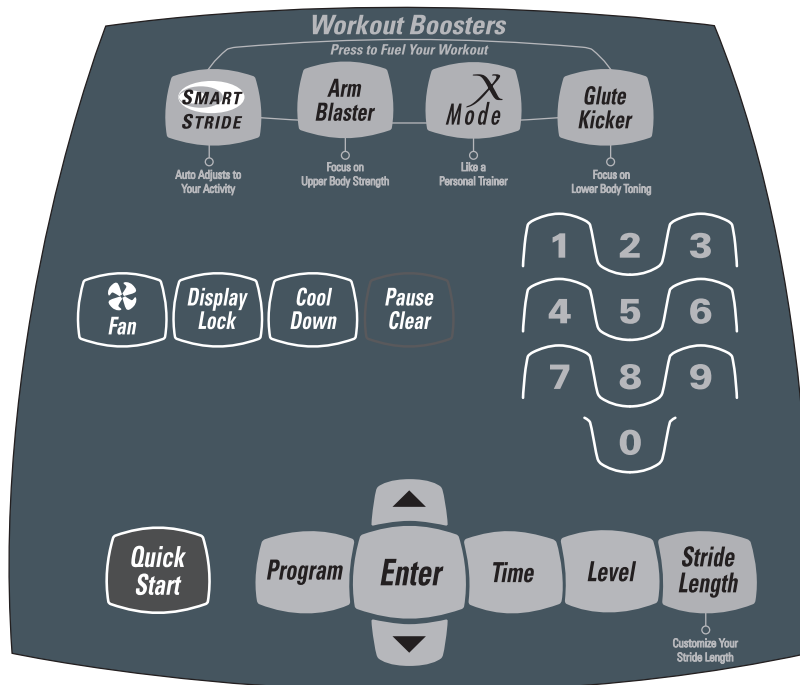 Workout Boosters
Press to Fuel Your Workout
SMART
STRIDE
Arm
Blaster
X
Mode
Glute
Kicker
Auto Adjusts to
Your Activity
Focus on
Upper Body Strength
Like a
Personal Trainer
Focus on
Lower Body Toning
1 2 3
Fan
Display
Lock
Cool
Down
Pause
Clear
4 5 6
7 8 9
0
Quick
Start
Program
Enter
Time
Level
Stride
Length
Customize Your
Stride Length